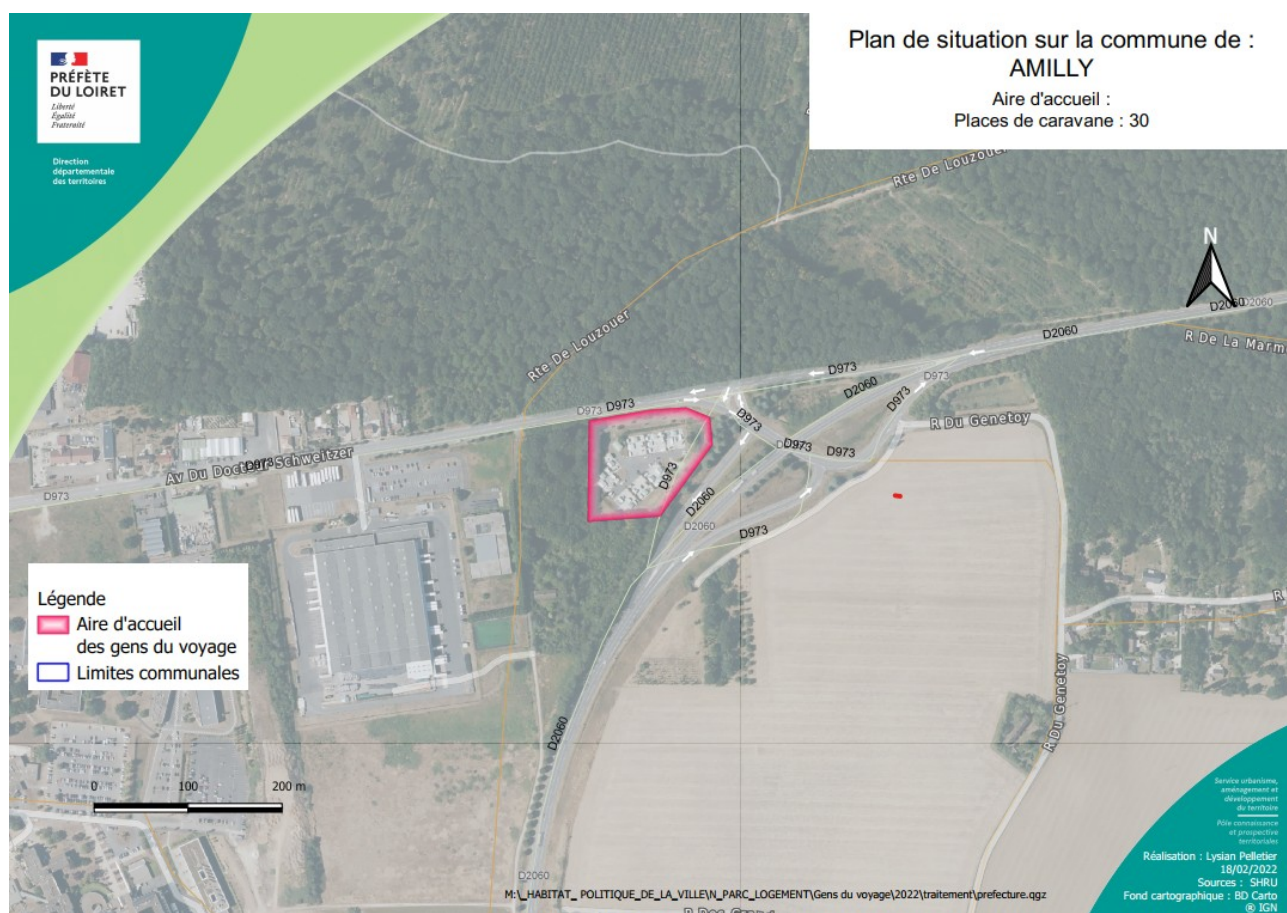 PRÉFÈTE
DU LOIRET
Liberté
Égalité
Fraternité
Direction
départementale
des territoires
Plan de situation sur la commune de :
AMILLY
Aire d'accueil :
Places de caravane : 30
Rte De Louzouer
N
D2060
D2060
D2060
R De La Marm
Rte De Louzouer
D973
D973
D2060
D973
D973
D973
D973
D973
D973
D973
R Du Genetoy
Av Du Docteur Schweitzer
D973
D973
D973
D2060
D2060
D973
Légende
Aire d'accueil
des gens du voyage
Limites communales
R
R Du Genetoy
D2060
0 100 200 m
D2060
Service urbanisme,
aménagement et
développement
du territoire
Pôle connaissance
et prospective
territoriales
Réalisation : Lysian Pelletier
18/02/2022
Sources : SHRU
Fond cartographique : BD Carto
® IGN
M:\_HABITAT_ POLITIQUE_DE_LA_VILLE\N_PARC_LOGEMENT\Gens du voyage\2022\traitement\prefecture.qgz